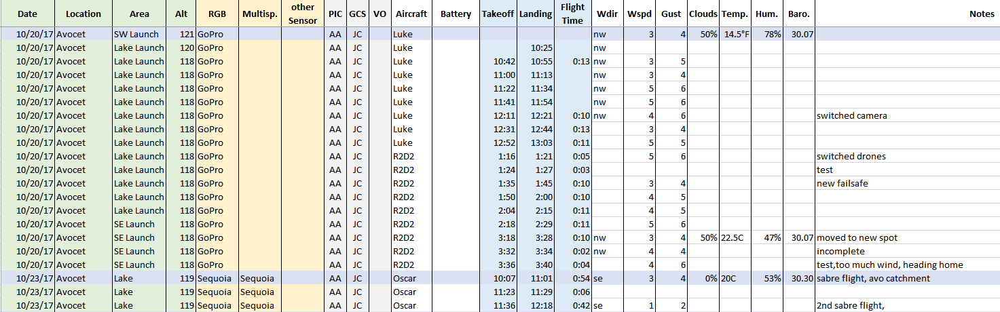 Date Location Area Alt RGB Multisp. other Sensor PIC GCS VO Aircraft Battery Takeoff Landing Flight Time Wdir Wspd Gust Clouds Temp. Hum. Baro. Notes
10/20/17 Avocet SW Launch 121 GoPro AA JC Luke nw 3 4 50% 14.5°F 78% 30.07
10/20/17 Avocet Lake Launch 120 GoPro AA JC Luke 10:25 nw
10/20/17 Avocet Lake Launch 118 GoPro AA JC Luke 10:42 10:55 0:13 nw 3 5
10/20/17 Avocet Lake Launch 118 GoPro AA JC Luke 11:00 11:13 nw 3 4
10/20/17 Avocet Lake Launch 118 GoPro AA JC Luke 11:22 11:34 nw 5 6
10/20/17 Avocet Lake Launch 118 GoPro AA JC Luke 11:41 11:54 nw 5 6
10/20/17 Avocet Lake Launch 118 GoPro AA JC Luke 12:11 12:21 0:10 nw 4 6 switched camera
10/20/17 Avocet Lake Launch 118 GoPro AA JC Luke 12:31 12:44 0:13 3 4
10/20/17 Avocet Lake Launch 118 GoPro AA JC Luke 12:52 13:03 0:11 5 5
10/20/17 Avocet Lake Launch 118 GoPro AA JC R2D2 1:16 1:21 0:05 5 6 switched drones
10/20/17 Avocet Lake Launch 118 GoPro AA JC R2D2 1:24 1:27 0:03 test
10/20/17 Avocet Lake Launch 118 GoPro AA JC R2D2 1:35 1:45 0:10 3 4 new failsafe
10/20/17 Avocet Lake Launch 118 GoPro AA JC R2D2 1:50 2:00 0:10 4 5
10/20/17 Avocet Lake Launch 118 GoPro AA JC R2D2 2:04 2:15 0:11 4 5
10/20/17 Avocet SE Launch 118 GoPro AA JC R2D2 2:18 2:29 0:11 5 6
10/20/17 Avocet SE Launch 118 GoPro AA JC R2D2 3:18 3:28 0:10 nw 3 4 50% 22.5C 47% 30.07 moved to new spot
10/20/17 Avocet SE Launch 118 GoPro AA JC R2D2 3:32 3:34 0:02 nw 4 4 incomplete
10/20/17 Avocet SE Launch 118 GoPro AA JC R2D2 3:36 3:40 0:04 4 6 test,too much wind, heading home
10/23/17 Avocet Lake 119 Sequoia Sequoia AA JC Oscar 10:07 11:01 0:54 se 3 4 0% 20C 53% 30.30 sabre flight, avo catchment
10/23/17 Avocet Lake 119 Sequoia Sequoia AA JC Oscar 11:23 11:29 0:06
10/23/17 Avocet Lake 119 Sequoia Sequoia AA JC Oscar 11:36 12:18 0:42 se 1 2 2nd sabre flight,